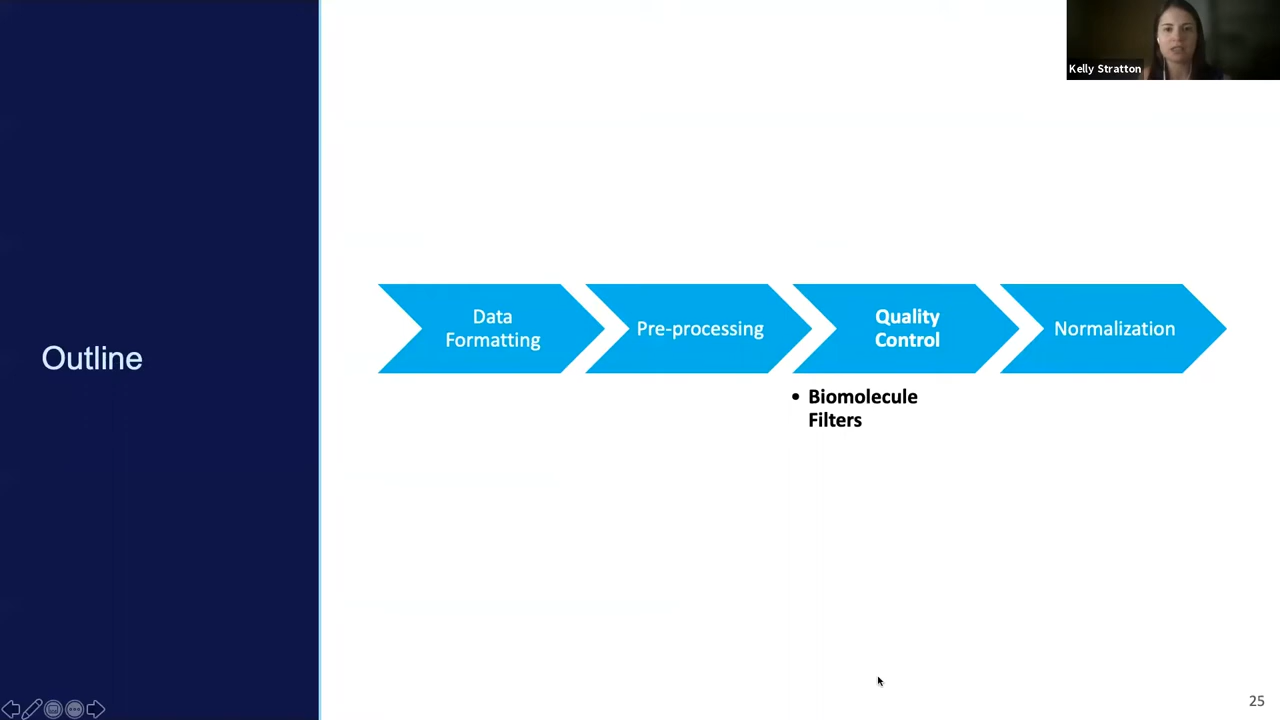 Kelly Stratton
Outline
Data
Formatting
Pre-processing
Quality
Control
Normalization
• Biomolecule
Filters
25